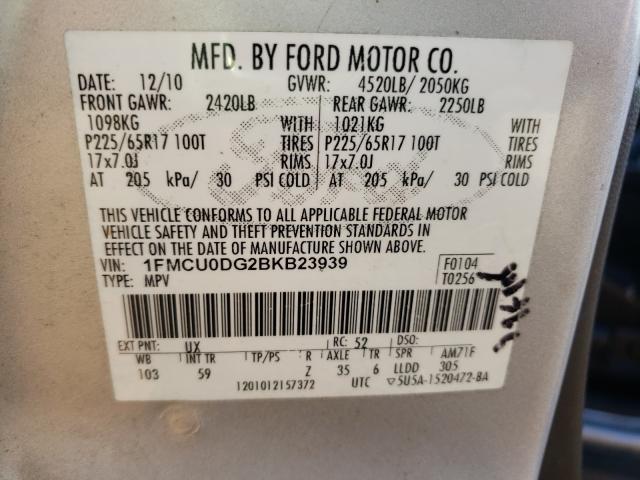 MFD. BY FORD MOTOR CO.
DATE: 12/10 GVWR: 4520LB/ 2050KG
FRONT GAWR: 2420LB REAR GAWR: 2250LB
1098KG WITH 1021KG WITH
P225/65R17 100T TIRES P225/65R17 100T TIRES
17x7.0J RIMS 17x7.0J RIMS
AT 205 kPa/ 30 PSI COLD AT 205 kPa/ 30 PSI COLD
THIS VEHICLE CONFORMS TO ALL APPLICABLE FEDERAL MOTOR
VEHICLE SAFETY AND THEFT PREVENTION STANDARDS IN
EFFECT ON THE DATE OF MANUFACTURE SHOWN ABOVE.
VIN: 1FMCU0DG2BKB23939 F0104
TYPE: MPV T0256
EXT PNT: UX RC: 52 DSO:
WB INT TR TP/PS R AXLE TR SPR AM71F
103 59 Z 35 6 LLDD 305
1201012157372 UTC ▽5U5A-1520472-BA